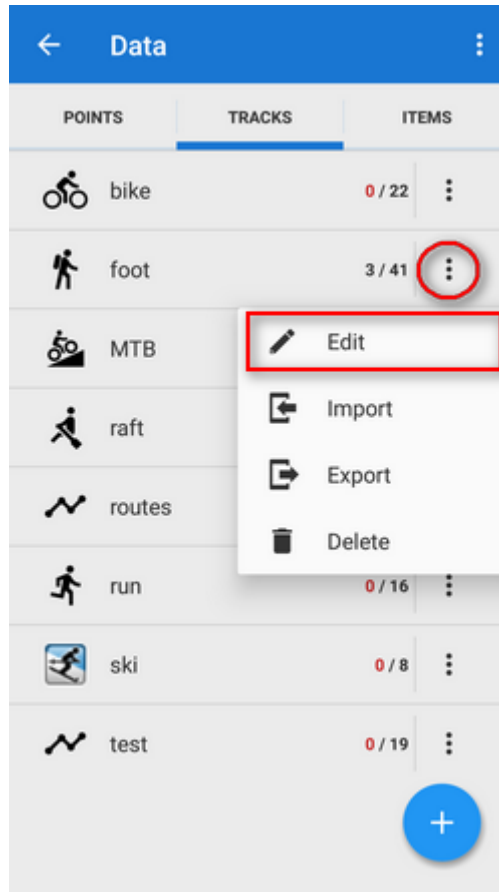 Data
POINTS TRACKS ITEMS
bike 0 / 22
foot 3 / 41
MTB Edit
Import
raft
Export
routes
Delete
run 0 / 16
ski 0 / 8
test 0 / 19